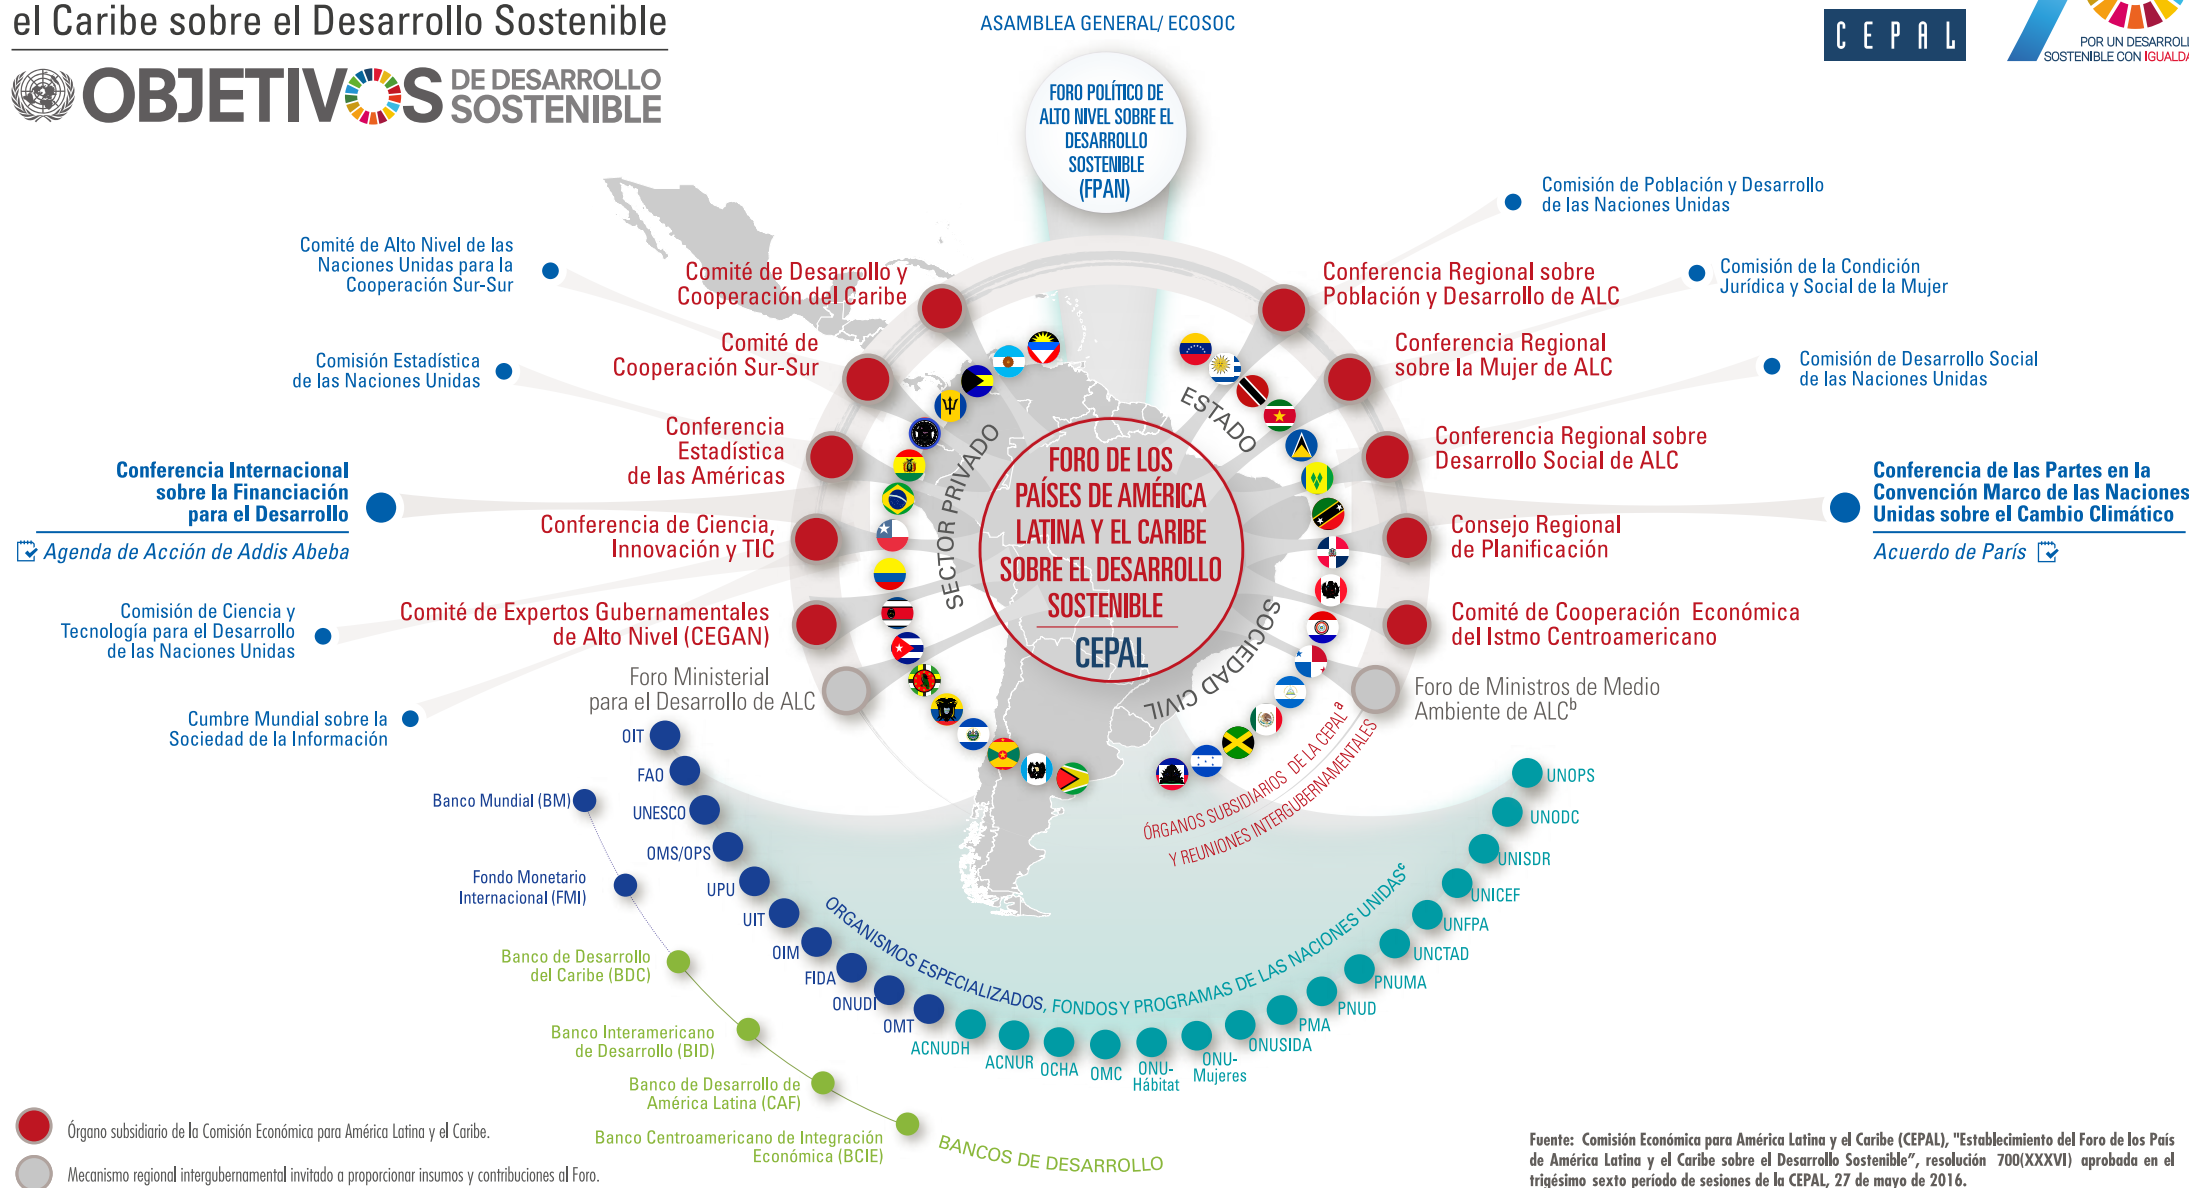 el Caribe sobre el Desarrollo Sostenible
OBJETIVOS DE DESARROLLO
SOSTENIBLE
ASAMBLEA GENERAL/ ECOSOC
CEPAL
POR UN DESARROLL
SOSTENIBLE CON IGUALDA
FORO POLÍTICO DE
ALTO NIVEL SOBRE EL
DESARROLLO
SOSTENIBLE
(FPAN)
Comité de Alto Nivel de las
Naciones Unidas para la
Cooperación Sur-Sur
Comisión Estadística
de las Naciones Unidas
Conferencia Internacional
sobre la Financiación
para el Desarrollo
Agenda de Acción de Addis Abeba
Comisión de Ciencia y
Tecnología para el Desarrollo
de las Naciones Unidas
Cumbre Mundial sobre la
Sociedad de la Información
Comité de Desarrollo y
Cooperación del Caribe
Comité de
Cooperación Sur-Sur
Conferencia
Estadística
de las Américas
Conferencia de Ciencia,
Innovación y TIC
Comité de Expertos Gubernamentales
de Alto Nivel (CEGAN)
Foro Ministerial
para el Desarrollo de ALC
SECTOR PRIVADO
ESTADO
SOCIEDAD CIVIL
FORO DE LOS
PAÍSES DE AMÉRICA
LATINA Y EL CARIBE
SOBRE EL DESARROLLO
SOSTENIBLE
CEPAL
Conferencia Regional sobre
Población y Desarrollo de ALC
Conferencia Regional
sobre la Mujer de ALC
Conferencia Regional sobre
Desarrollo Social de ALC
Consejo Regional
de Planificación
Comité de Cooperación Económica
del Istmo Centroamericano
Foro de Ministros de Medio
Ambiente de ALCb
Comisión de Población y Desarrollo
de las Naciones Unidas
Comisión de la Condición
Jurídica y Social de la Mujer
Comisión de Desarrollo Social
de las Naciones Unidas
Conferencia de las Partes en la
Convención Marco de las Naciones
Unidas sobre el Cambio Climático
Acuerdo de París
ÓRGANOS SUBSIDIARIOS DE LA CEPALa
Y REUNIONES INTERGUBERNAMENTALES
OIT
FAO
UNESCO
OMS/OPS
UPU
UIT
OIM
FIDA
ONUDI
OMT
ACNUDH
ACNUR
OCHA
OMC
ONU-
Hábitat
ONU-
Mujeres
ONUSIDA
PMA
PNUD
PNUMA
UNCTAD
UNFPA
UNICEF
UNISDR
UNODC
UNOPS
ORGANISMOS ESPECIALIZADOS, FONDOS Y PROGRAMAS DE LAS NACIONES UNIDASc
Banco Mundial (BM)
Fondo Monetario
Internacional (FMI)
Banco de Desarrollo
del Caribe (BDC)
Banco Interamericano
de Desarrollo (BID)
Banco de Desarrollo de
América Latina (CAF)
Banco Centroamericano de Integración
Económica (BCIE)
BANCOS DE DESARROLLO
Órgano subsidiario de la Comisión Económica para América Latina y el Caribe.
Mecanismo regional intergubernamental invitado a proporcionar insumos y contribuciones al Foro.
Fuente: Comisión Económica para América Latina y el Caribe (CEPAL), "Establecimiento del Foro de los País
de América Latina y el Caribe sobre el Desarrollo Sostenible", resolución 700(XXXVI) aprobada en el
trigésimo sexto período de sesiones de la CEPAL, 27 de mayo de 2016.